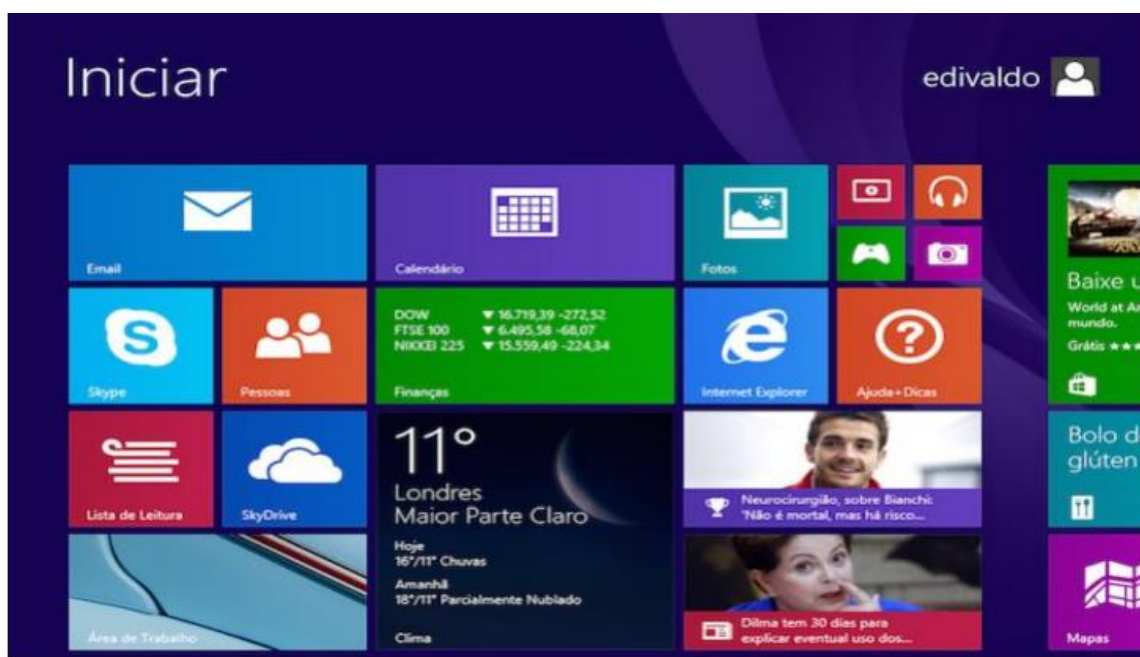 Iniciar
edivaldo
Email
Calendário
Fotos
Baixe u
World at Ar
mundo.
Grátis ★★★
Skype
Pessoas
DOW ▼ 16.719,39 -272,52
FTSE 100 ▼ 6.495,58 -68,07
NIKKEI 225 ▼ 15.559,49 -224,34
Finanças
Internet Explorer
Ajuda+Dicas
Lista de Leitura
SkyDrive
11°
Londres
Maior Parte Claro
Hoje
16°/11° Chuvas
Amanhã
18°/11° Parcialmente Nublado
Clima
Neurocirurgião, sobre Bianchi:
'Não é mortal, mas há risco...
Bolo d
glúten
Área de Trabalho
Dilma tem 30 dias para
explicar eventual uso dos...
Mapas